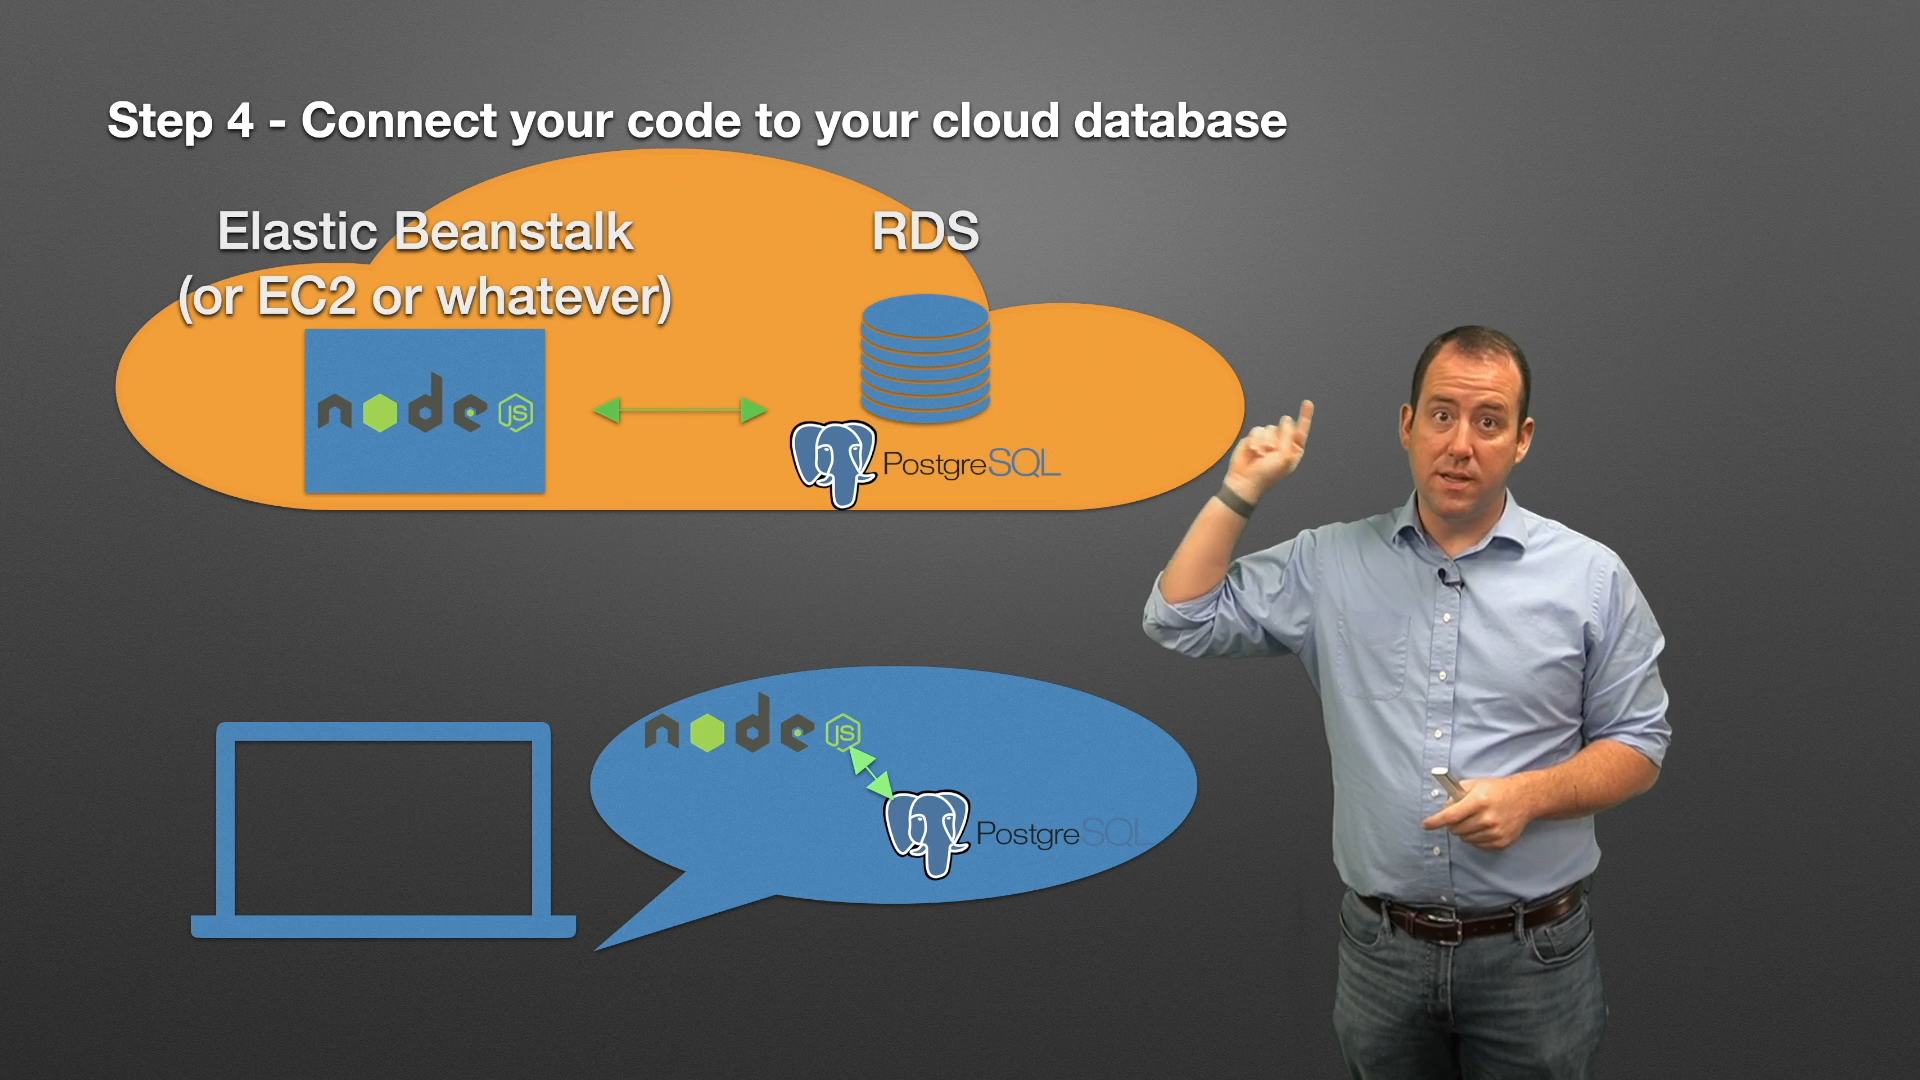 Step 4 - Connect your code to your cloud database
Elastic Beanstalk
(or EC2 or whatever)
RDS
node JS
PostgreSQL
node JS
PostgreSQL